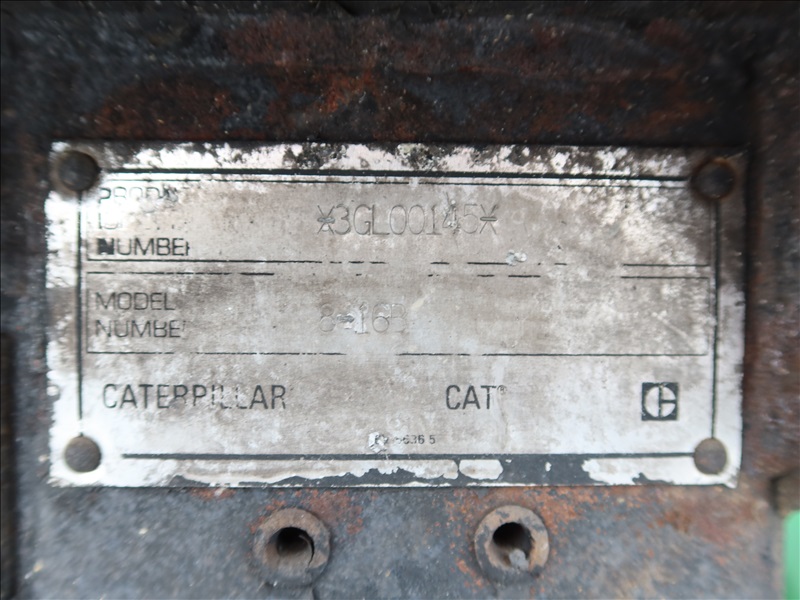 NUMBER
*3GL00145*
MODEL
NUMBER
CATERPILLAR CAT®